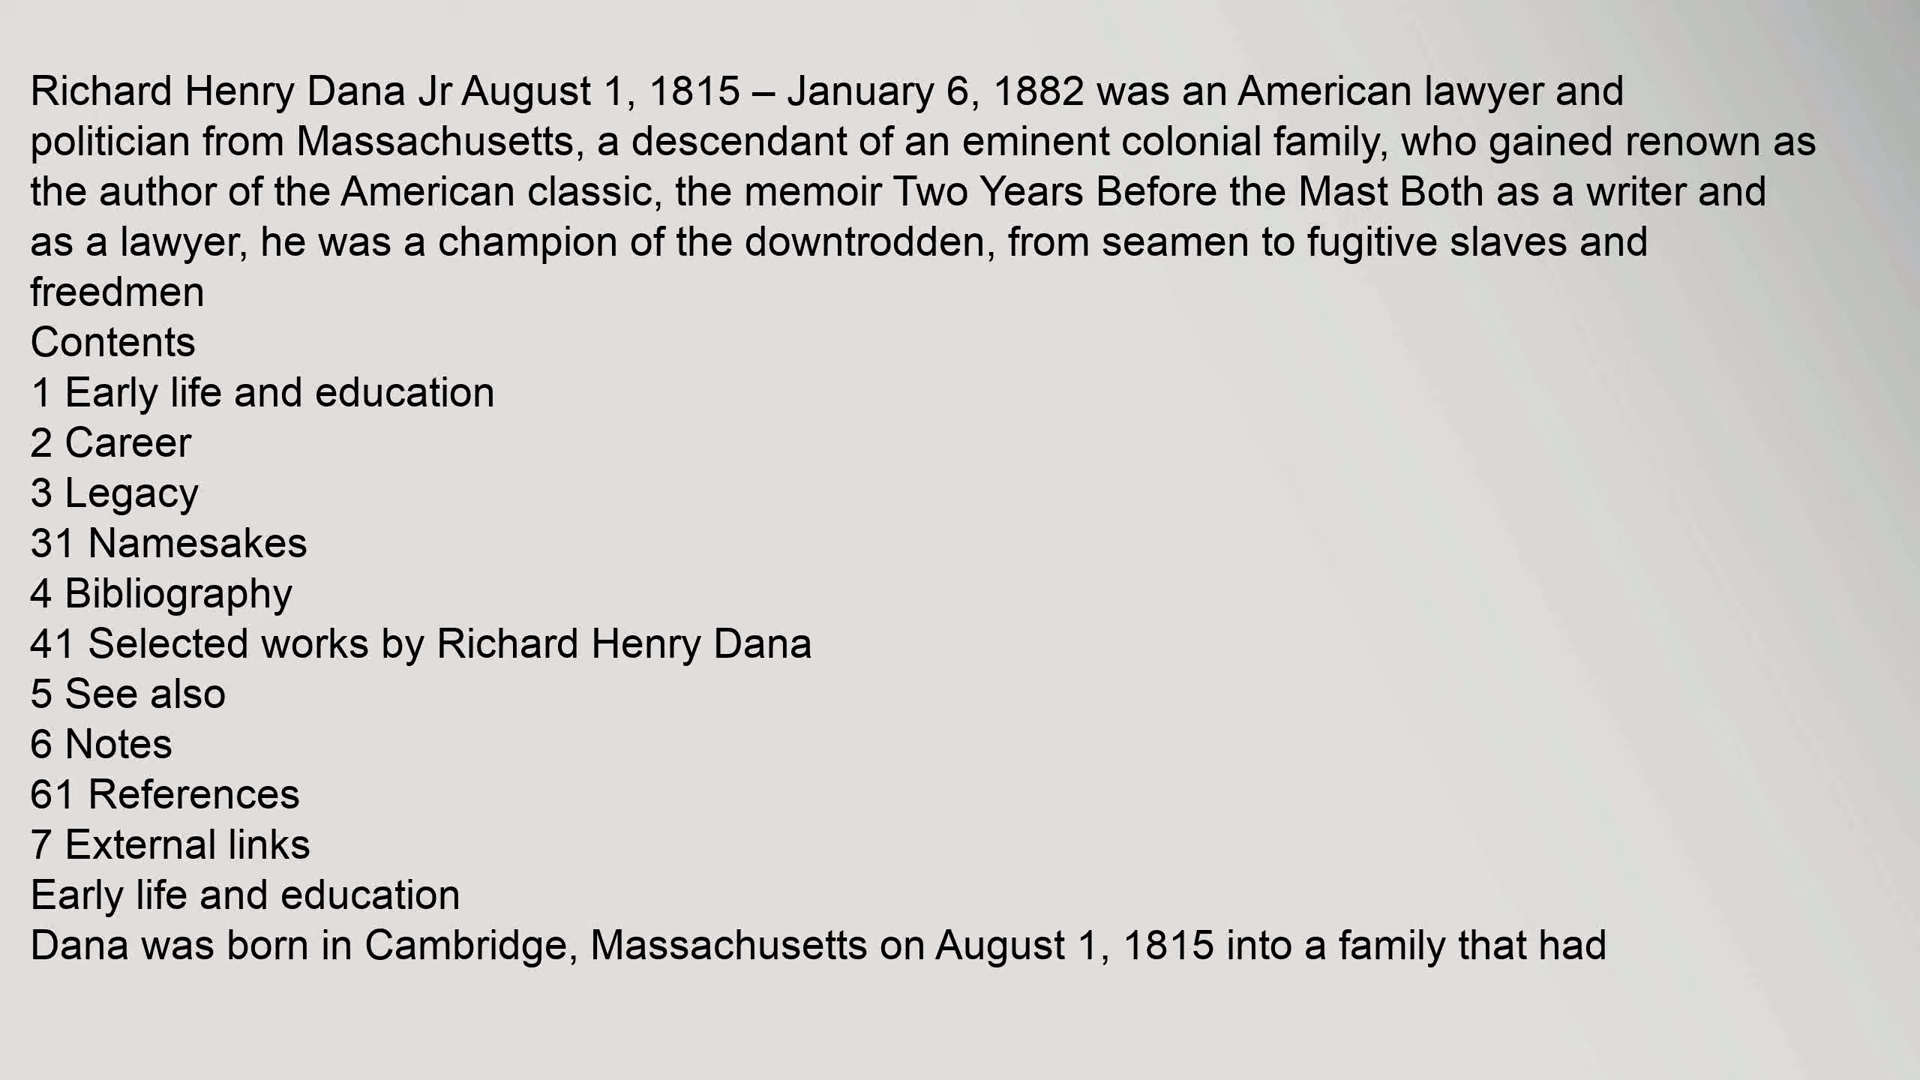 Richard Henry Dana Jr August 1, 1815 – January 6, 1882 was an American lawyer and
politician from Massachusetts, a descendant of an eminent colonial family, who gained renown as
the author of the American classic, the memoir Two Years Before the Mast Both as a writer and
as a lawyer, he was a champion of the downtrodden, from seamen to fugitive slaves and
freedmen
Contents
1 Early life and education
2 Career
3 Legacy
31 Namesakes
4 Bibliography
41 Selected works by Richard Henry Dana
5 See also
6 Notes
61 References
7 External links
Early life and education
Dana was born in Cambridge, Massachusetts on August 1, 1815 into a family that had